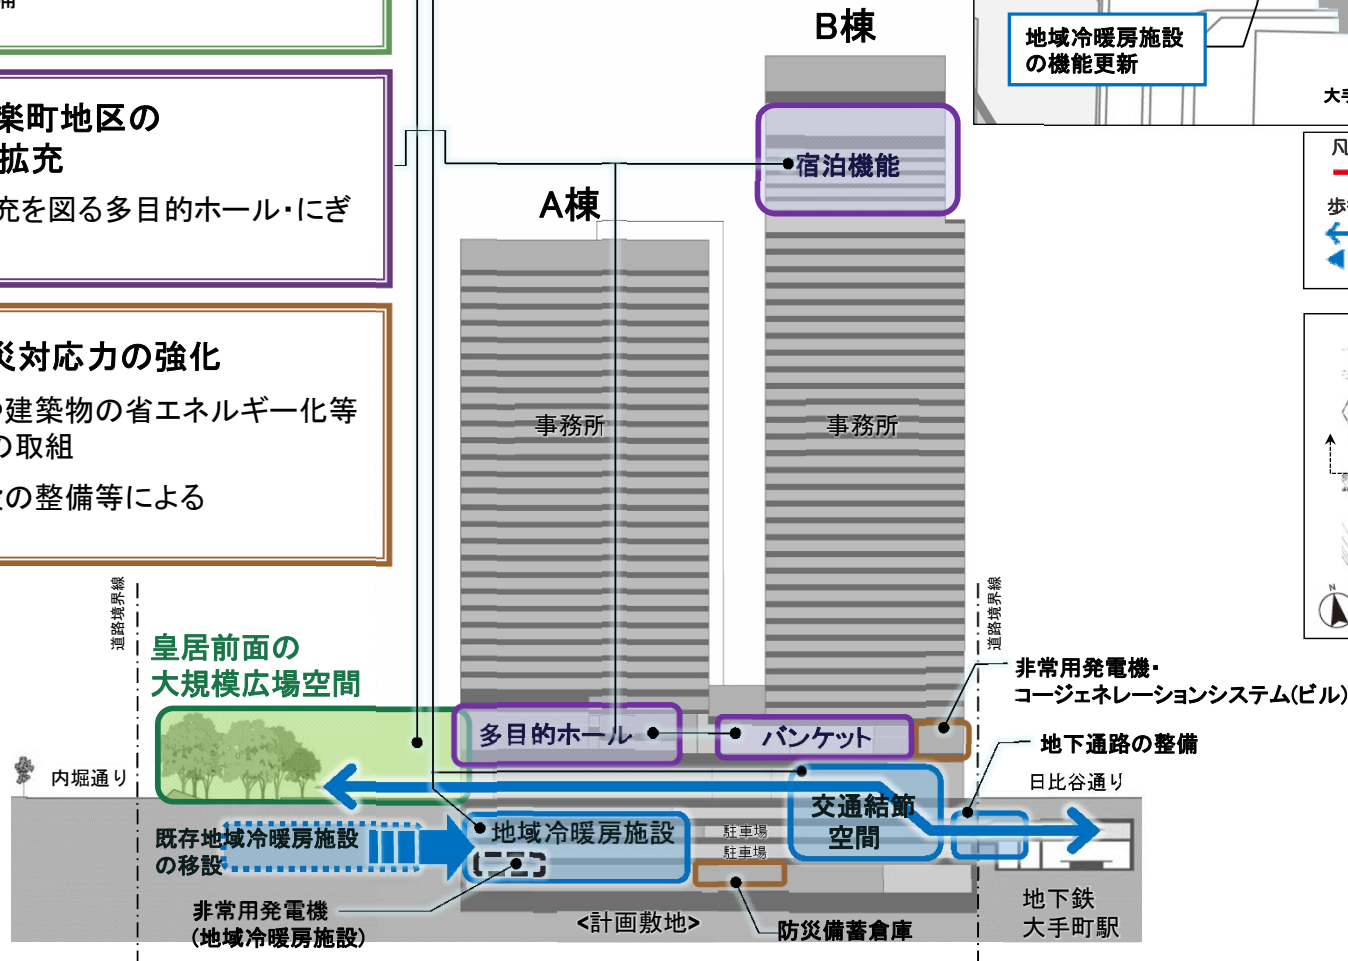 楽町地区の
拡充
充を図る多目的ホール・にぎ
災対応力の強化
や建築物の省エネルギー化等
の取組
の整備等による
B棟
A棟
宿泊機能
事務所
事務所
地域冷暖房施設
の機能更新
大手
凡
歩
N
道路境界線
道路境界線
皇居前面の
大規模広場空間
多目的ホール
バンケット
非常用発電機・
コージェネレーションシステム(ビル)
地下通路の整備
内堀通り
日比谷通り
交通結節
空間
既存地域冷暖房施設
の移設
地域冷暖房施設
駐車場
駐車場
非常用発電機
(地域冷暖房施設)
<計画敷地>
防災備蓄倉庫
地下鉄
大手町駅